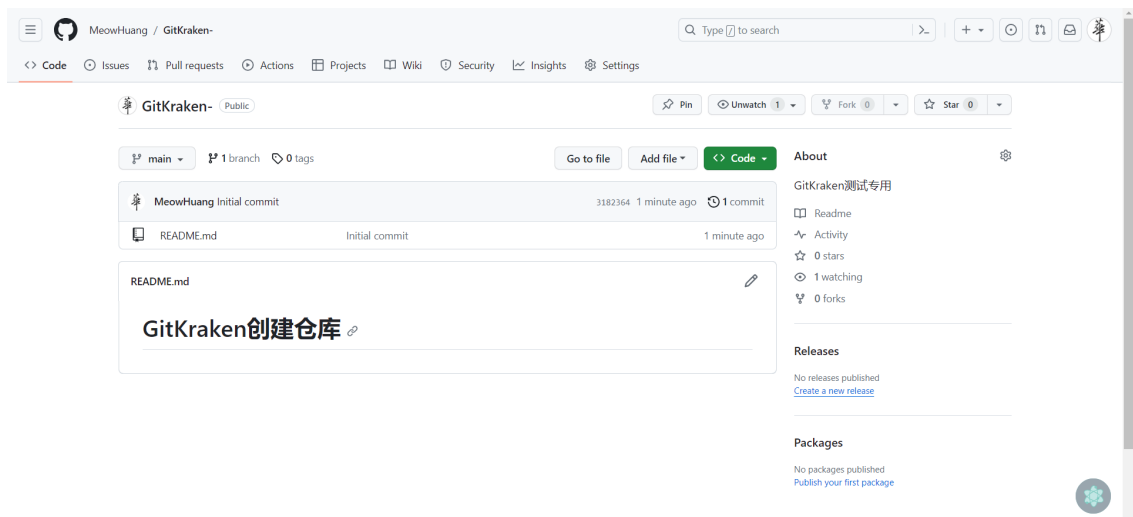 MeowHuang / GitKraken-
Type / to search
Code Issues Pull requests Actions Projects Wiki Security Insights Settings
華 GitKraken- Public
Pin Unwatch 1 Fork 0 Star 0
main 1 branch 0 tags
Go to file Add file Code
MeowHuang Initial commit 3182364 1 minute ago 1 commit
README.md Initial commit 1 minute ago
README.md
GitKraken创建仓库
About
GitKraken测试专用
Readme
Activity
0 stars
1 watching
0 forks
Releases
No releases published
Create a new release
Packages
No packages published
Publish your first package